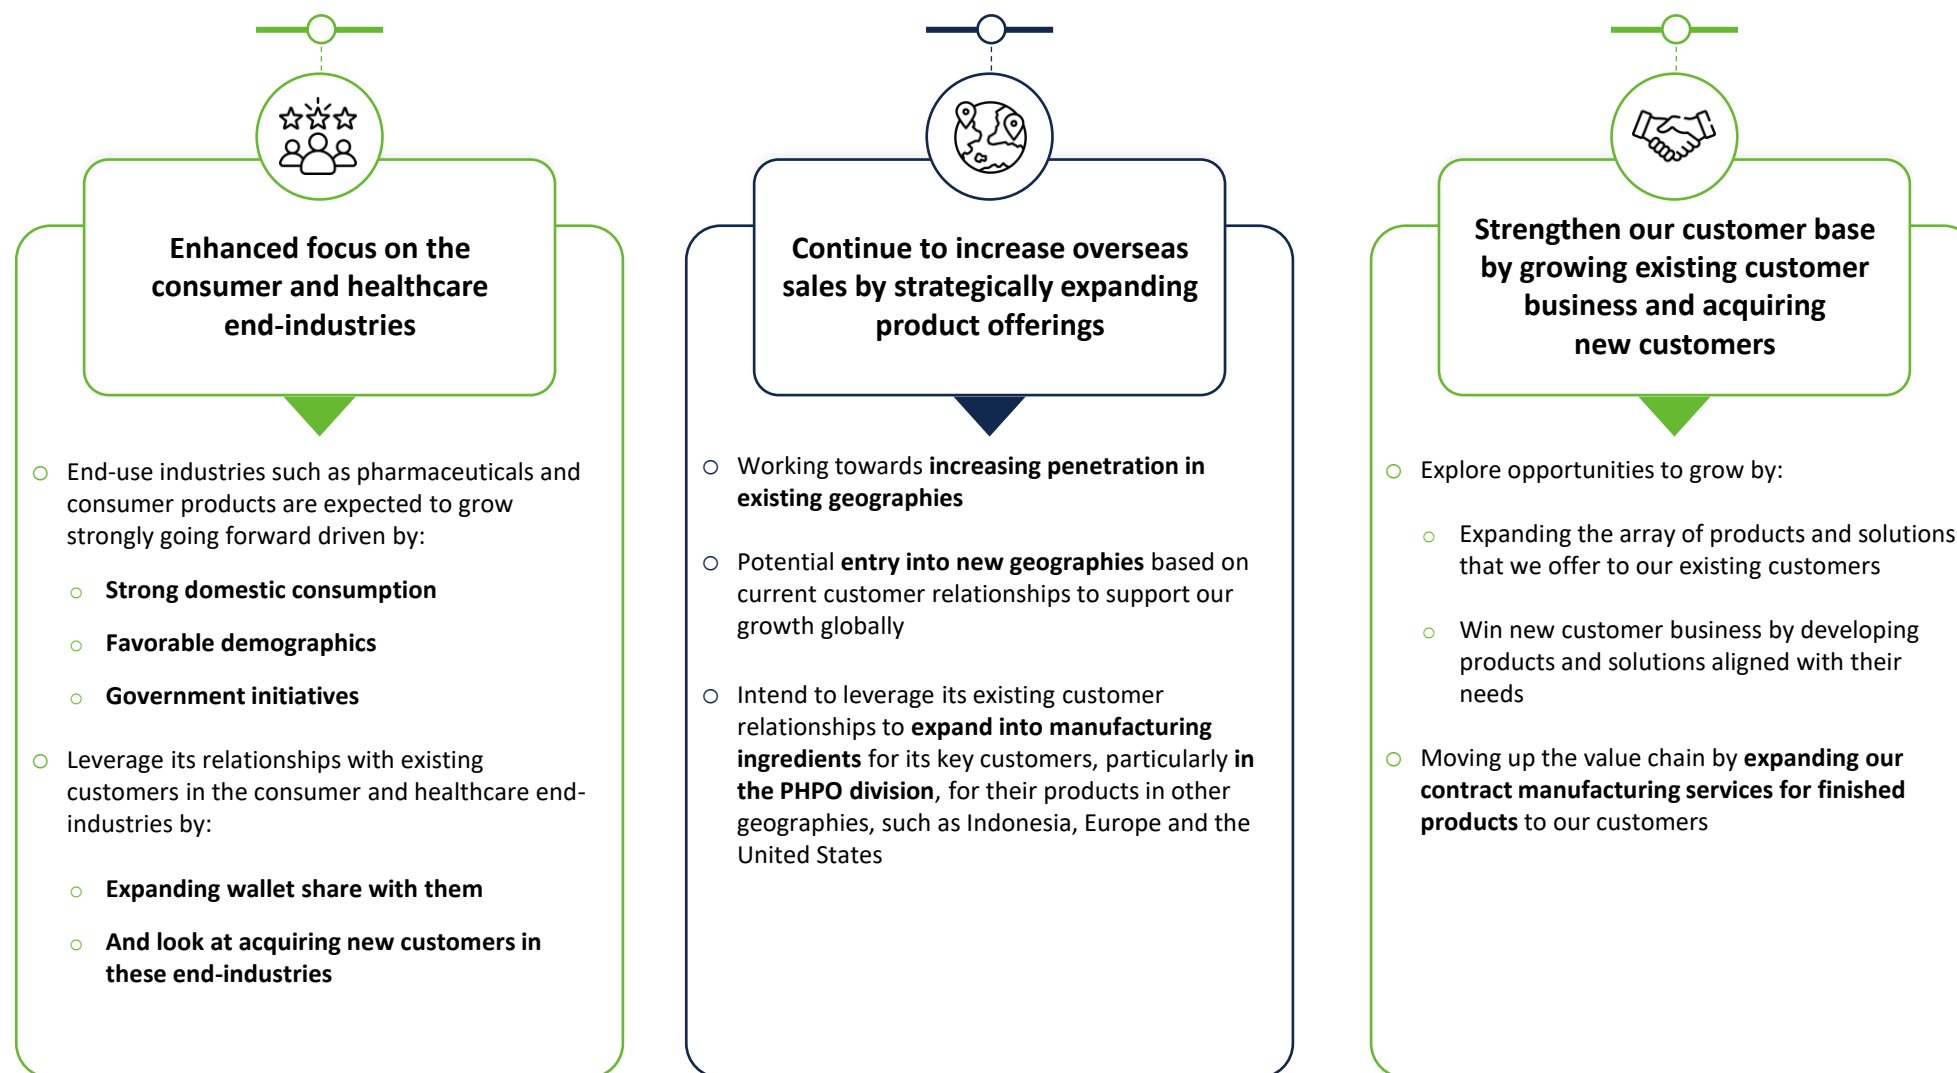 Enhanced focus on the
consumer and healthcare
end-industries
○ End-use industries such as pharmaceuticals and
consumer products are expected to grow
strongly going forward driven by:
○ Strong domestic consumption
○ Favorable demographics
○ Government initiatives
○ Leverage its relationships with existing
customers in the consumer and healthcare end-
industries by:
○ Expanding wallet share with them
○ And look at acquiring new customers in
these end-industries
Continue to increase overseas
sales by strategically expanding
product offerings
○ Working towards increasing penetration in
existing geographies
○ Potential entry into new geographies based on
current customer relationships to support our
growth globally
○ Intend to leverage its existing customer
relationships to expand into manufacturing
ingredients for its key customers, particularly in
the PHPO division, for their products in other
geographies, such as Indonesia, Europe and the
United States
Strengthen our customer base
by growing existing customer
business and acquiring
new customers
○ Explore opportunities to grow by:
○ Expanding the array of products and solutions
that we offer to our existing customers
○ Win new customer business by developing
products and solutions aligned with their
needs
○ Moving up the value chain by expanding our
contract manufacturing services for finished
products to our customers